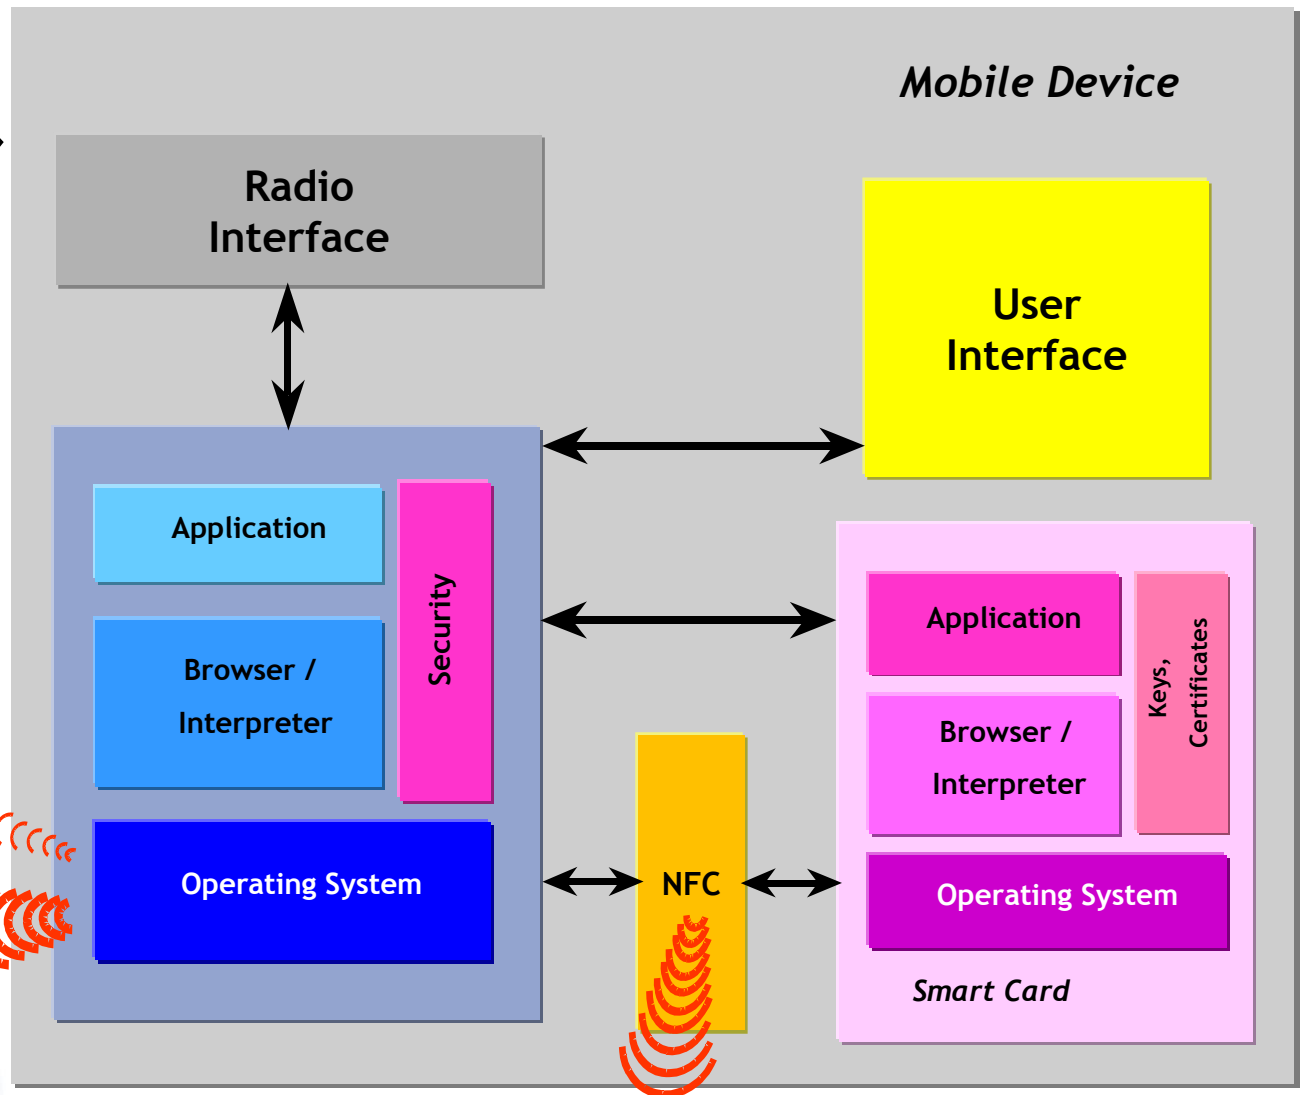 Mobile Device
Radio
Interface
User
Interface
Application
Security
Browser /
Interpreter
Operating System
NFC
Application
Keys,
Certificates
Browser /
Interpreter
Operating System
Smart Card